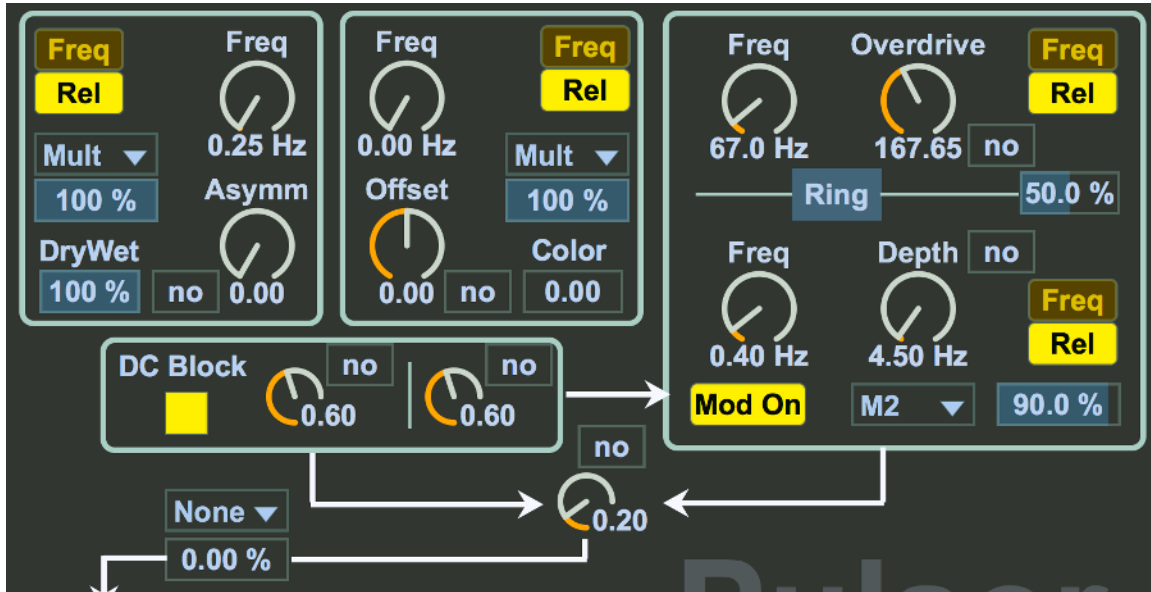 Freq
Rel
Freq
0.25 Hz
Mult
100 %
Asymm
0.00
DryWet
100 %
no
Freq
0.00 Hz
Freq
Rel
Mult
100 %
Offset
0.00
no
Color
0.00
Freq
67.0 Hz
Overdrive
167.65
no
Freq
Rel
Ring
50.0 %
Freq
0.40 Hz
Depth
4.50 Hz
no
Freq
Rel
Mod On
M2
90.0 %
DC Block
no
0.60
no
0.60
no
0.20
None
0.00 %
Pulsar